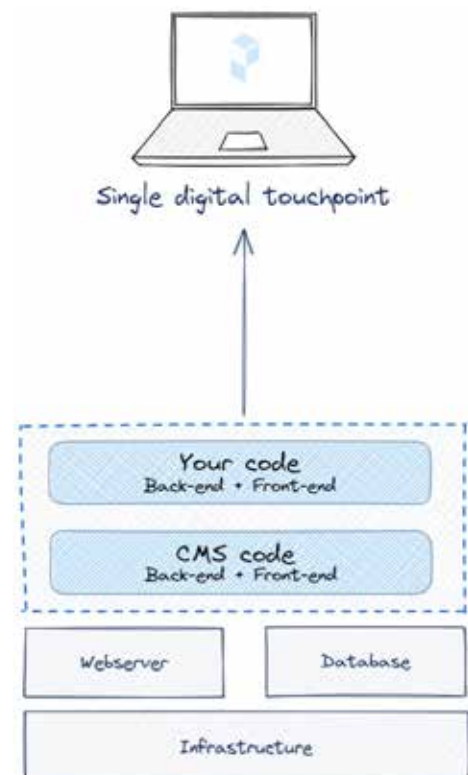 Single digital touchpoint
Your code
Back-end + Front-end
CMS code
Back-end + Front-end
Webserver
Database
Infrastructure